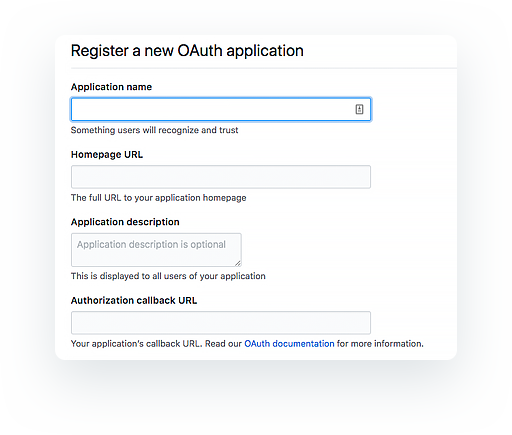 Register a new OAuth application
Application name
Something users will recognize and trust
Homepage URL
The full URL to your application homepage
Application description
Application description is optional
This is displayed to all users of your application
Authorization callback URL
Your application's callback URL. Read our OAuth documentation for more information.